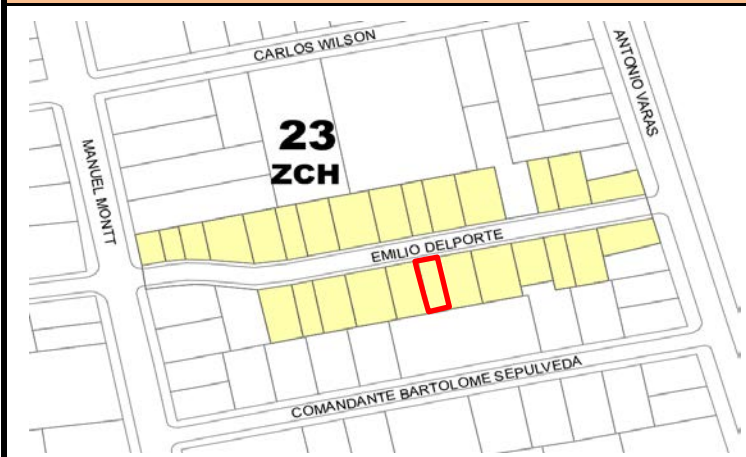 CARLOS WILSON
ANTONIO VARAS
23
ZCH
MANUEL MONTT
EMILIO DELPORTE
COMANDANTE BARTOLOME SEPULVEDA